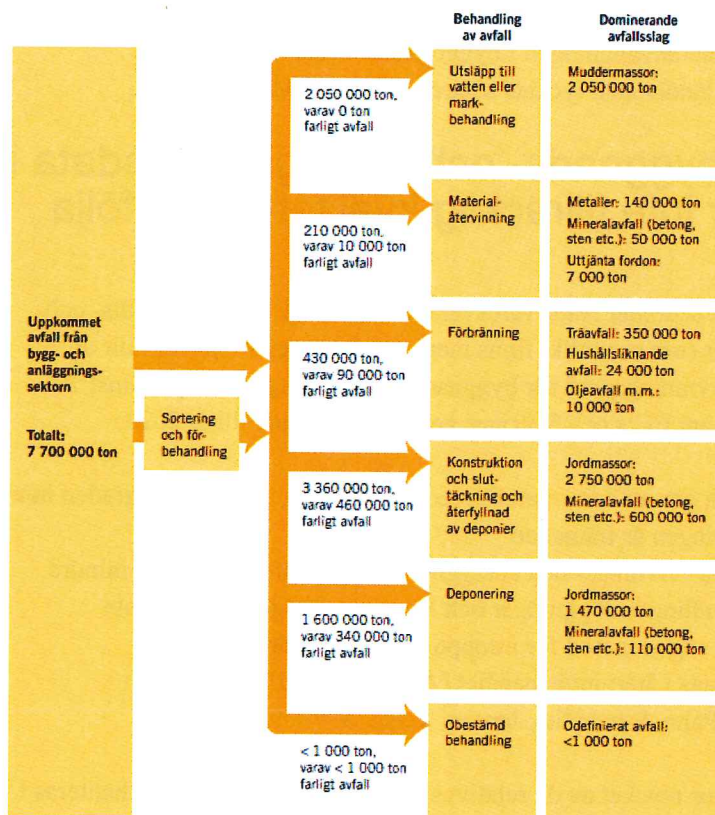 Behandling
av avfall
Dominerande
avfallsslag
Uppkommet
avfall från
bygg- och
anläggnings-
sektorn
Totalt:
7 700 000 ton
Sortering
och för-
behandling
2 050 000 ton,
varav 0 ton
farligt avfall
Utsläpp till
vatten eller
mark-
behandling
Muddermassor:
2 050 000 ton
210 000 ton,
varav 10 000 ton
farligt avfall
Material-
återvinning
Metaller: 140 000 ton
Mineralavfall (betong,
sten etc.): 50 000 ton
Uttjänta fordon:
7 000 ton
430 000 ton,
varav 90 000 ton
farligt avfall
Förbränning
Träavfall: 350 000 ton
Hushållsliknande
avfall: 24 000 ton
Oljeavfall m.m.:
10 000 ton
3 360 000 ton,
varav 460 000 ton
farligt avfall
Konstruktion
och slut-
täckning och
återfyllnad
av deponier
Jordmassor:
2 750 000 ton
Mineralavfall (betong,
sten etc.): 600 000 ton
1 600 000 ton,
varav 340 000 ton
farligt avfall
Deponering
Jordmassor:
1 470 000 ton
Mineralavfall (betong,
sten etc.): 110 000 ton
< 1 000 ton,
varav < 1 000 ton
farligt avfall
Obestämd
behandling
Odefinierat avfall:
<1 000 ton